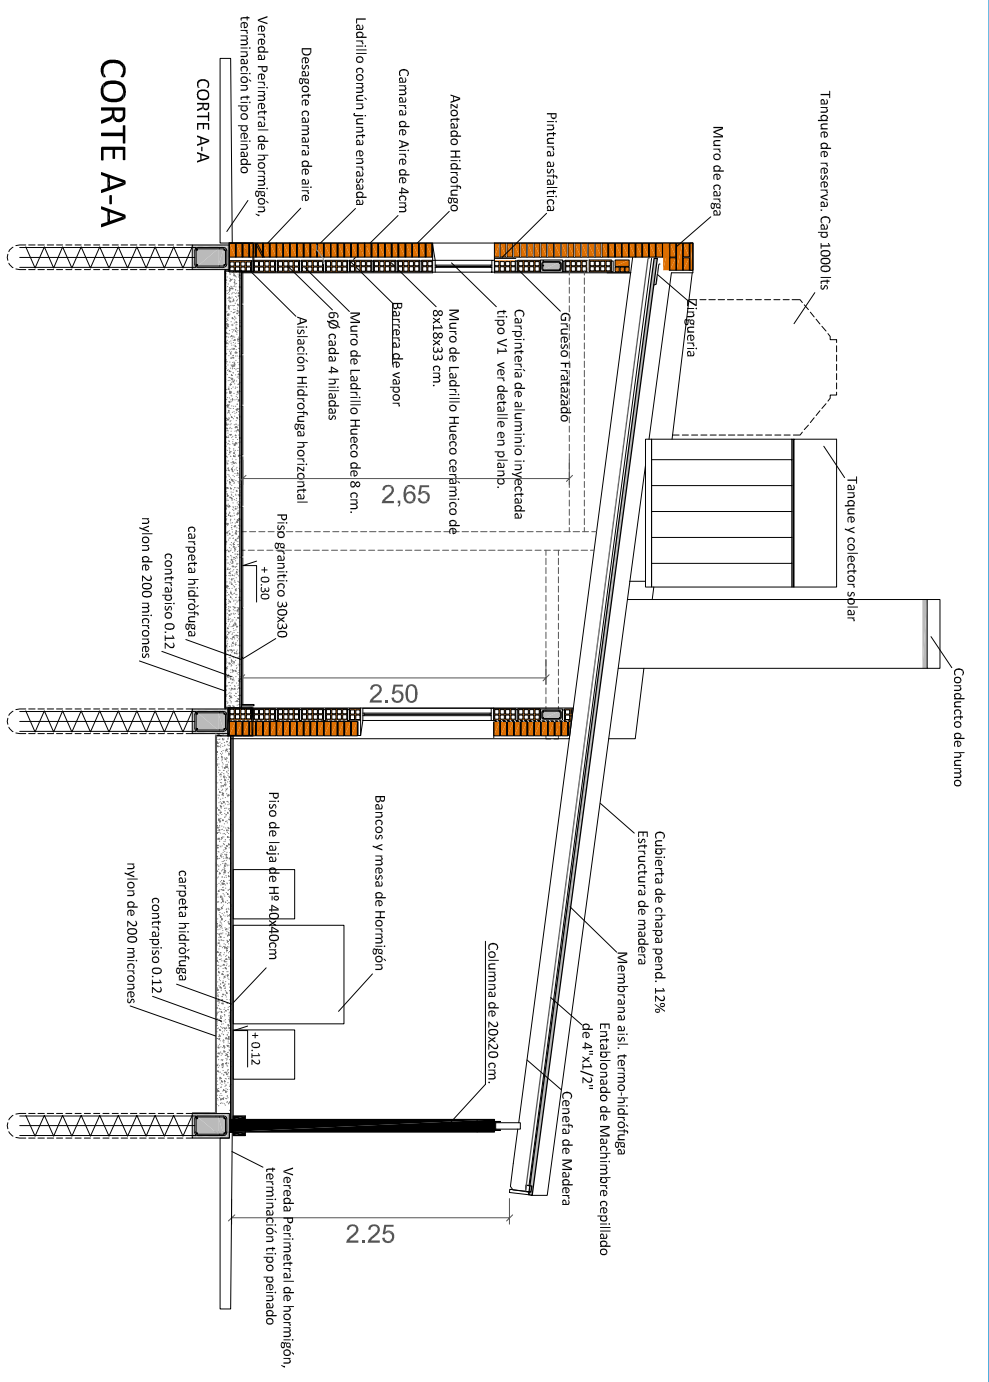 Tanque de reserva. Cap 1000 lts
Tanque y colector solar
Conducto de humo
Muro de carga
Zingueria
Cubierta de chapa pend. 12%
Estructura de madera
Membrana aisl. termo-hidrófuga
Entablonado de Machimbre cepillado
de 4"x1/2"
Cenefa de Madera
Pintura asfaltica
Azotado Hidrofugo
Camara de Aire de 4cm
Ladrillo común junta enrasada
Desagote camara de aire
Vereda Perimetral de hormigón,
terminación tipo peinado
Grueso Fratazado
Carpintería de aluminio inyectada
tipo V1 ver detalle en plano.
Muro de Ladrillo Hueco cerámico de
8x18x33 cm.
Barrera de vapor
Muro de Ladrillo Hueco de 8 cm.
6Ø cada 4 hiladas
Aislación Hidrofuga horizontal
2,65
2.50
Piso granitico 30x30
+ 0.30
carpeta hidròfuga
contrapiso 0.12
nylon de 200 micrones
Columna de 20x20 cm.
Bancos y mesa de Hormigón
Piso de laja de Hº 40x40cm
+ 0.12
carpeta hidròfuga
contrapiso 0.12
nylon de 200 micrones
2.25
Vereda Perimetral de hormigón,
terminación tipo peinado
CORTE A-A
CORTE A-A